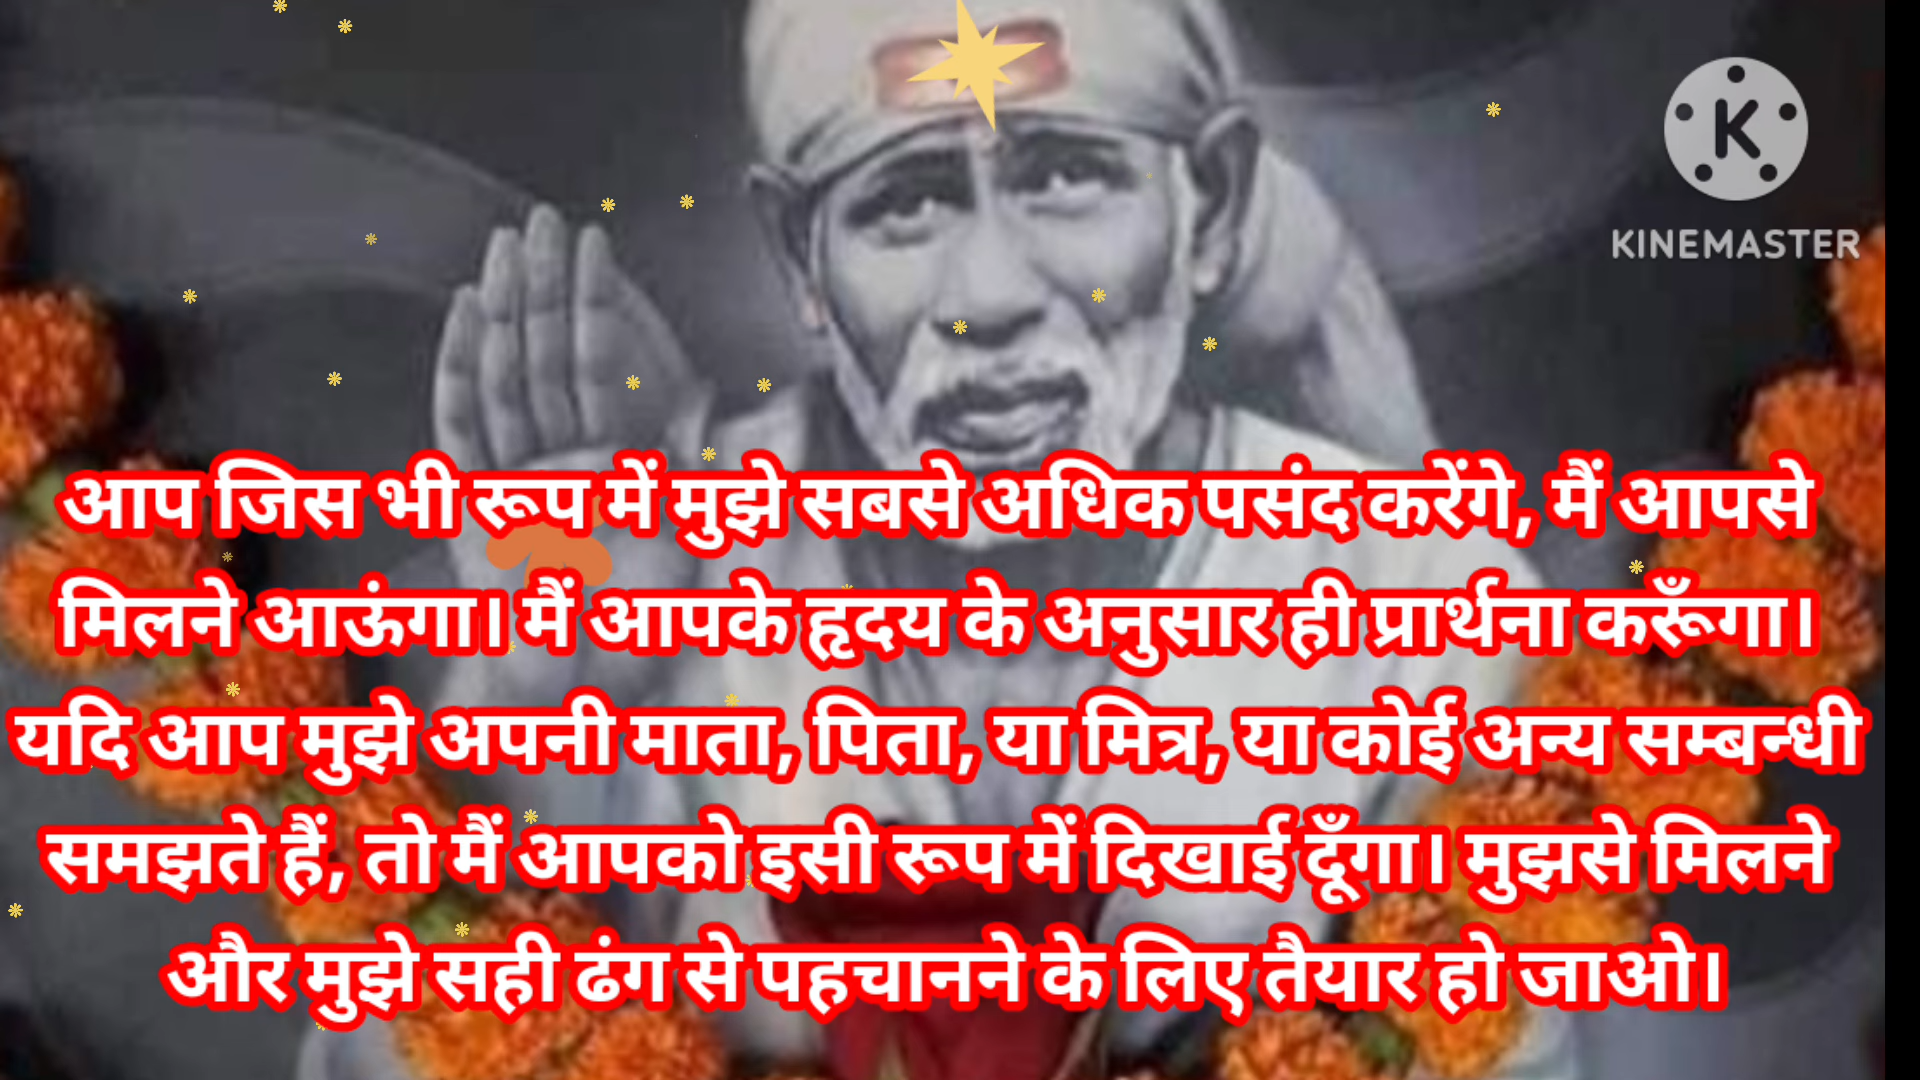 K
KINEMASTER
आप जिस भी रूप में मुझे सबसे अधिक पसंद करेंगे, मैं आपसे
मिलने आऊंगा। मैं आपके हृदय के अनुसार ही प्रार्थना करूँगा।
यदि आप मुझे अपनी माता, पिता, या मित्र, या कोई अन्य सम्बन्धी
समझते हैं, तो मैं आपको इसी रूप में दिखाई दूँगा। मुझसे मिलने
और मुझे सही ढंग से पहचानने के लिए तैयार हो जाओ।